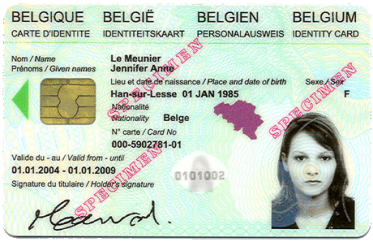 BELGIQUE BELGIË BELGIEN BELGIUM
CARTE D'IDENTITE IDENTITEITSKAART PERSONALAUSWEIS IDENTITY CARD
Nom / Name Le Meunier
Prénoms / Given names Jennifer Anne
Lieu et date de naissance / Place and date of birth Sexe / Sex
Han-sur-Lesse 01 JAN 1985 F
Nationalité
Nationality Belge
N° carte / Card No
000-5902781-01
Valide du - au / Valid from - until
01.01.2004 - 01.01.2009
0101002
Signature du titulaire / Holder's signature
SPECIMEN
SPECIMEN
SPECIMEN